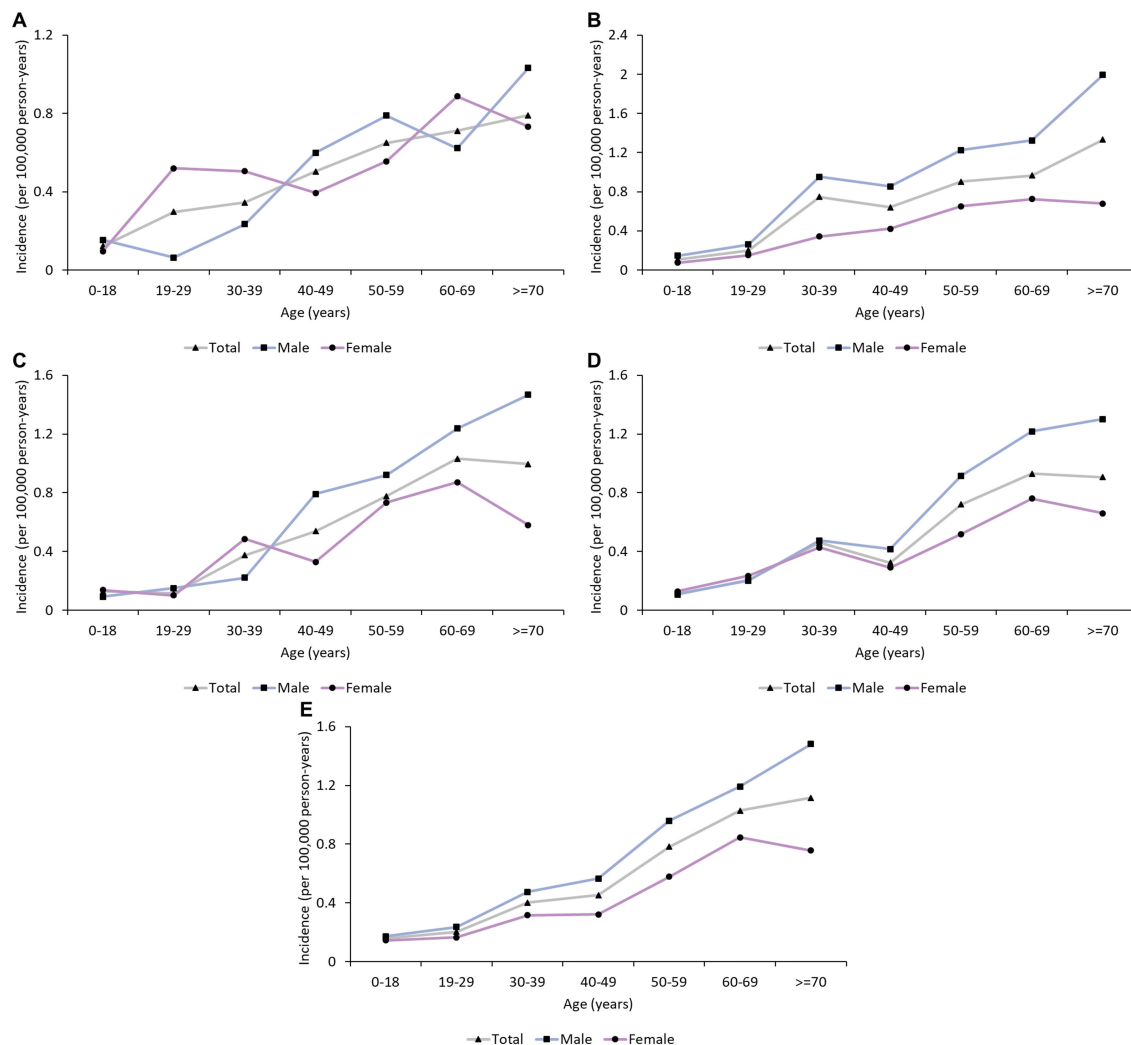 A
Incidence (per 100,000 person-years)
1.2
0.8
0.4
0
0-18 19-29 30-39 40-49 50-59 60-69 >=70
Age (years)
Total Male Female
B
Incidence (per 100,000 person-years)
2.4
2
1.6
1.2
0.8
0.4
0
0-18 19-29 30-39 40-49 50-59 60-69 >=70
Age (years)
Total Male Female
C
Incidence (per 100,000 person-years)
1.6
1.2
0.8
0.4
0
0-18 19-29 30-39 40-49 50-59 60-69 >=70
Age (years)
Total Male Female
D
Incidence (per 100,000 person-years)
1.6
1.2
0.8
0.4
0
0-18 19-29 30-39 40-49 50-59 60-69 >=70
Age (years)
Total Male Female
E
Incidence (per 100,000 person-years)
1.6
1.2
0.8
0.4
0
0-18 19-29 30-39 40-49 50-59 60-69 >=70
Age (years)
Total Male Female